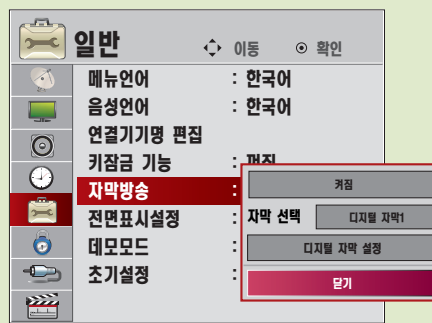 일반 이동 확인
메뉴언어 : 한국어
음성언어 : 한국어
연결기기명 편집
키잠금 기능 : 꺼짐
자막방송 :
켜짐
전면표시설정 :
자막 선택 디지털 자막1
데모모드 :
디지털 자막 설정
초기설정 :
닫기